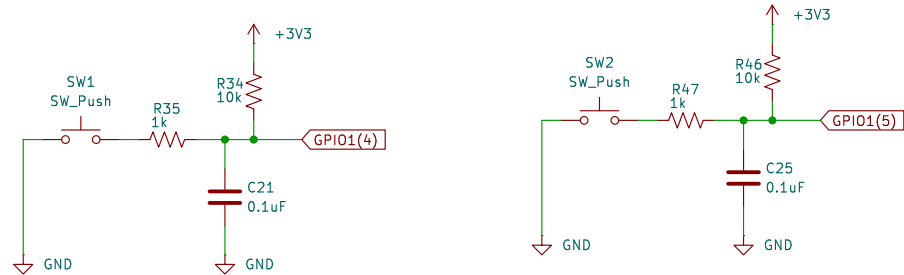 +3V3
SW1
SW_Push
R35
1k
R34
10k
GPIO1(4)
C21
0.1uF
GND
GND
+3V3
SW2
SW_Push
R47
1k
R46
10k
GPIO1(5)
C25
0.1uF
GND
GND